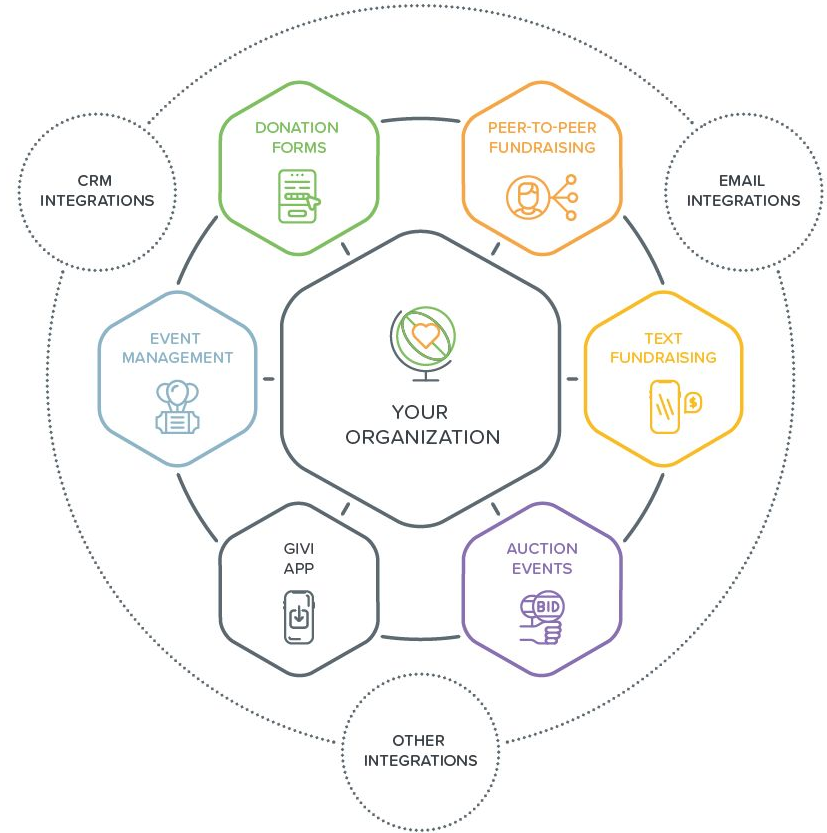 DONATION
FORMS
PEER-TO-PEER
FUNDRAISING
CRM
INTEGRATIONS
EMAIL
INTEGRATIONS
EVENT
MANAGEMENT
TEXT
FUNDRAISING
$
YOUR
ORGANIZATION
GIVI
APP
AUCTION
EVENTS
BID
OTHER
INTEGRATIONS